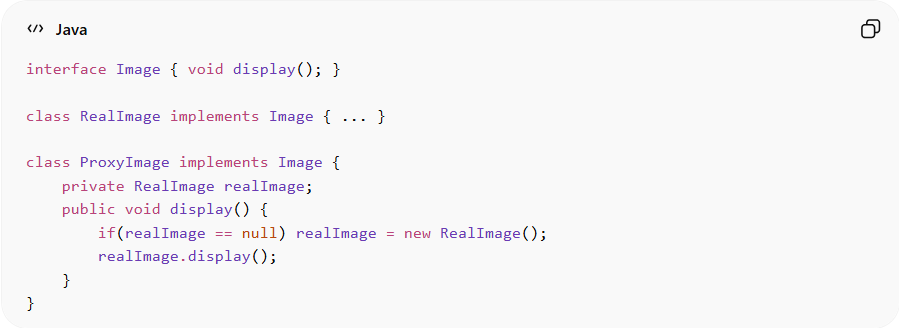 </> Java
interface Image { void display(); }
class RealImage implements Image { ... }
class ProxyImage implements Image {
    private RealImage realImage;
    public void display() {
        if(realImage == null) realImage = new RealImage();
        realImage.display();
    }
}